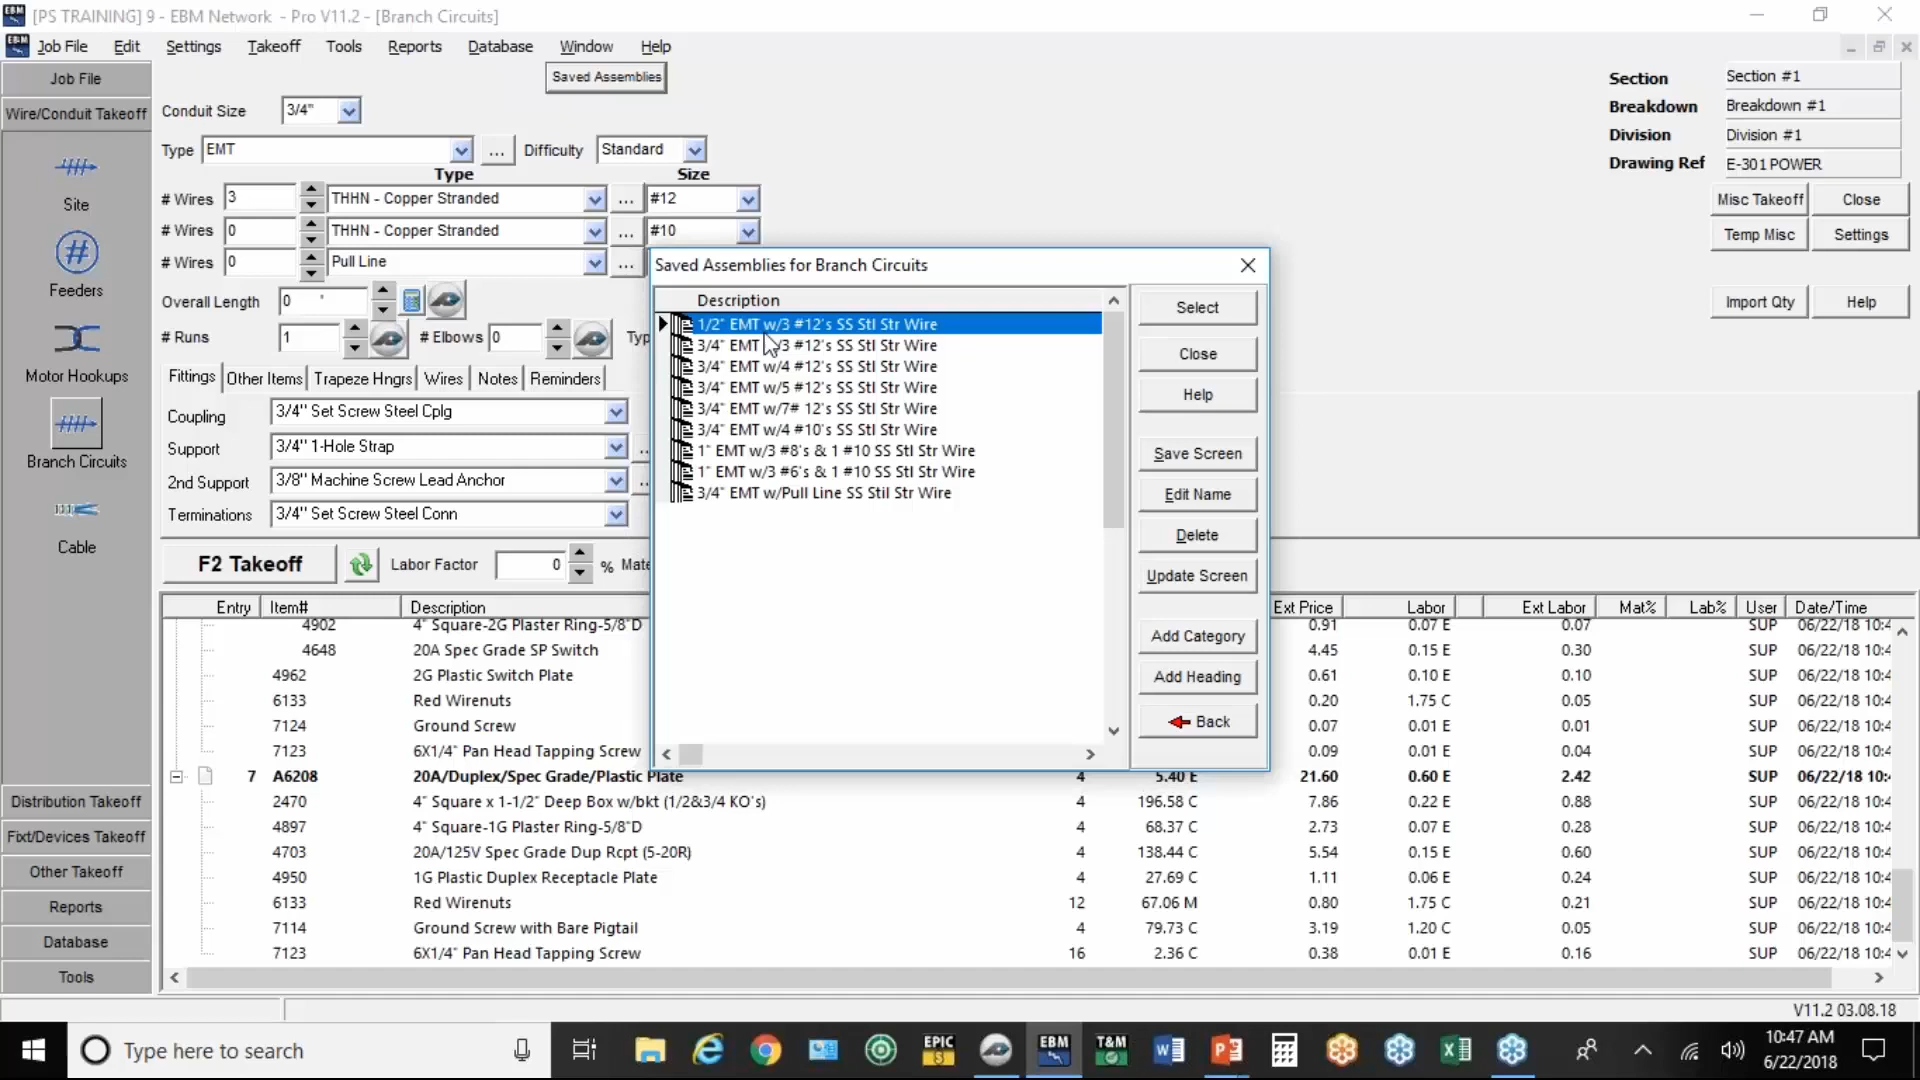 [PS TRAINING] 9 - EBM Network - Pro V11.2 - [Branch Circuits]
Job File Edit Settings Takeoff Tools Reports Database Window Help
Job File
Wire/Conduit Takeoff
Site
Feeders
Motor Hookups
Branch Circuits
Cable
Distribution Takeoff
Fixt/Devices Takeoff
Other Takeoff
Reports
Database
Tools
Saved Assemblies
Conduit Size 3/4"
Type EMT ... Difficulty Standard
Type Size
# Wires 3 THHN - Copper Stranded ... #12
# Wires 0 THHN - Copper Stranded ... #10
# Wires 0 Pull Line ...
Overall Length 0 '
# Runs 1 # Elbows 0
Fittings Other Items Trapeze Hngrs Wires Notes Reminders
Coupling 3/4" Set Screw Steel Cplg
Support 3/4" 1-Hole Strap
2nd Support 3/8" Machine Screw Lead Anchor
Terminations 3/4" Set Screw Steel Conn
F2 Takeoff Labor Factor 0 %
Section Section #1
Breakdown Breakdown #1
Division Division #1
Drawing Ref E-301 POWER
Misc Takeoff Close
Temp Misc Settings
Import Qty Help
Saved Assemblies for Branch Circuits
Description
1/2" EMT w/3 #12's SS Stl Str Wire
3/4" EMT w/3 #12's SS Stl Str Wire
3/4" EMT w/4 #12's SS Stl Str Wire
3/4" EMT w/5 #12's SS Stl Str Wire
3/4" EMT w/7# 12's SS Stl Str Wire
3/4" EMT w/4 #10's SS Stl Str Wire
1" EMT w/3 #8's & 1 #10 SS Stl Str Wire
1" EMT w/3 #6's & 1 #10 SS Stl Str Wire
3/4" EMT w/Pull Line SS Stil Str Wire
Select
Close
Help
Save Screen
Edit Name
Delete
Update Screen
Add Category
Add Heading
Back
Entry Item# Description Ext Price Labor Ext Labor Mat% Lab% User Date/Time
4902 4" Square-2G Plaster Ring-5/8"D 0.91 0.07 E 0.07 SUP 06/22/18 10:4
4648 20A Spec Grade SP Switch 4.45 0.15 E 0.30 SUP 06/22/18 10:4
4962 2G Plastic Switch Plate 0.61 0.10 E 0.10 SUP 06/22/18 10:4
6133 Red Wirenuts 0.20 1.75 C 0.05 SUP 06/22/18 10:4
7124 Ground Screw 0.07 0.01 E 0.01 SUP 06/22/18 10:4
7123 6X1/4" Pan Head Tapping Screw 0.09 0.01 E 0.04 SUP 06/22/18 10:4
7 A6208 20A/Duplex/Spec Grade/Plastic Plate 4 5.40 E 21.60 0.60 E 2.42 SUP 06/22/18 10:4
2470 4" Square x 1-1/2" Deep Box w/bkt (1/2&3/4 KO's) 4 196.58 C 7.86 0.22 E 0.88 SUP 06/22/18 10:4
4897 4" Square-1G Plaster Ring-5/8"D 4 68.37 C 2.73 0.07 E 0.28 SUP 06/22/18 10:4
4703 20A/125V Spec Grade Dup Rcpt (5-20R) 4 138.44 C 5.54 0.15 E 0.60 SUP 06/22/18 10:4
4950 1G Plastic Duplex Receptacle Plate 4 27.69 C 1.11 0.06 E 0.24 SUP 06/22/18 10:4
6133 Red Wirenuts 12 67.06 M 0.80 1.75 C 0.21 SUP 06/22/18 10:4
7114 Ground Screw with Bare Pigtail 4 79.73 C 3.19 1.20 C 0.05 SUP 06/22/18 10:4
7123 6X1/4" Pan Head Tapping Screw 16 2.36 C 0.38 0.01 E 0.16 SUP 06/22/18 10:4
V11.2 03.08.18
Type here to search
EPIC
EBM
T&M
10:47 AM
6/22/2018